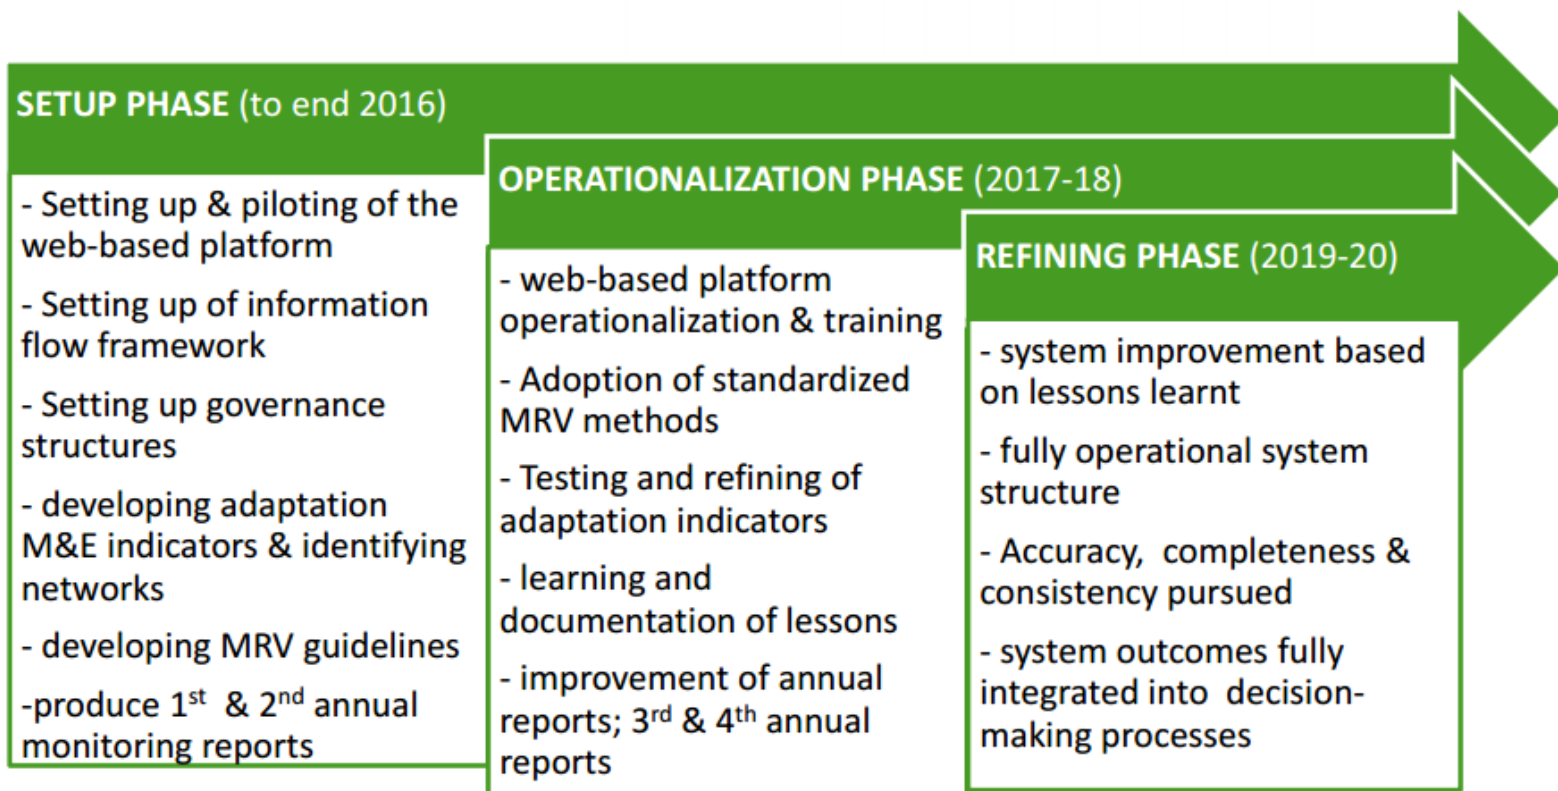 SETUP PHASE (to end 2016)
- Setting up & piloting of the
web-based platform
- Setting up of information
flow framework
- Setting up governance
structures
- developing adaptation
M&E indicators & identifying
networks
- developing MRV guidelines
-produce 1st & 2nd annual
monitoring reports
OPERATIONALIZATION PHASE (2017-18)
- web-based platform
operationalization & training
- Adoption of standardized
MRV methods
- Testing and refining of
adaptation indicators
- learning and
documentation of lessons
- improvement of annual
reports; 3rd & 4th annual
reports
REFINING PHASE (2019-20)
- system improvement based
on lessons learnt
- fully operational system
structure
- Accuracy, completeness &
consistency pursued
- system outcomes fully
integrated into decision-
making processes